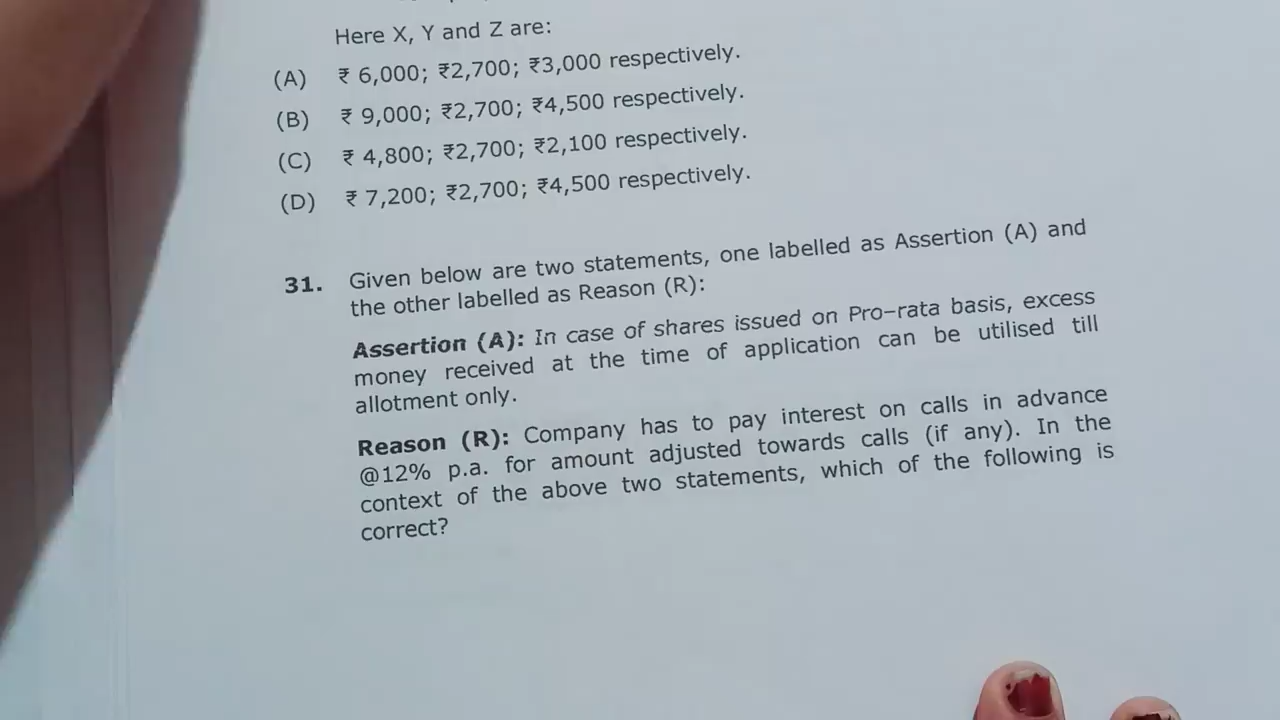 Here X, Y and Z are:
(A) ₹ 6,000; ₹2,700; ₹3,000 respectively.
(B) ₹ 9,000; ₹2,700; ₹4,500 respectively.
(C) ₹ 4,800; ₹2,700; ₹2,100 respectively.
(D) ₹ 7,200; ₹2,700; ₹4,500 respectively.
31. Given below are two statements, one labelled as Assertion (A) and
the other labelled as Reason (R):
Assertion (A): In case of shares issued on Pro–rata basis, excess
money received at the time of application can be utilised till
allotment only.
Reason (R): Company has to pay interest on calls in advance
@12% p.a. for amount adjusted towards calls (if any). In the
context of the above two statements, which of the following is
correct?